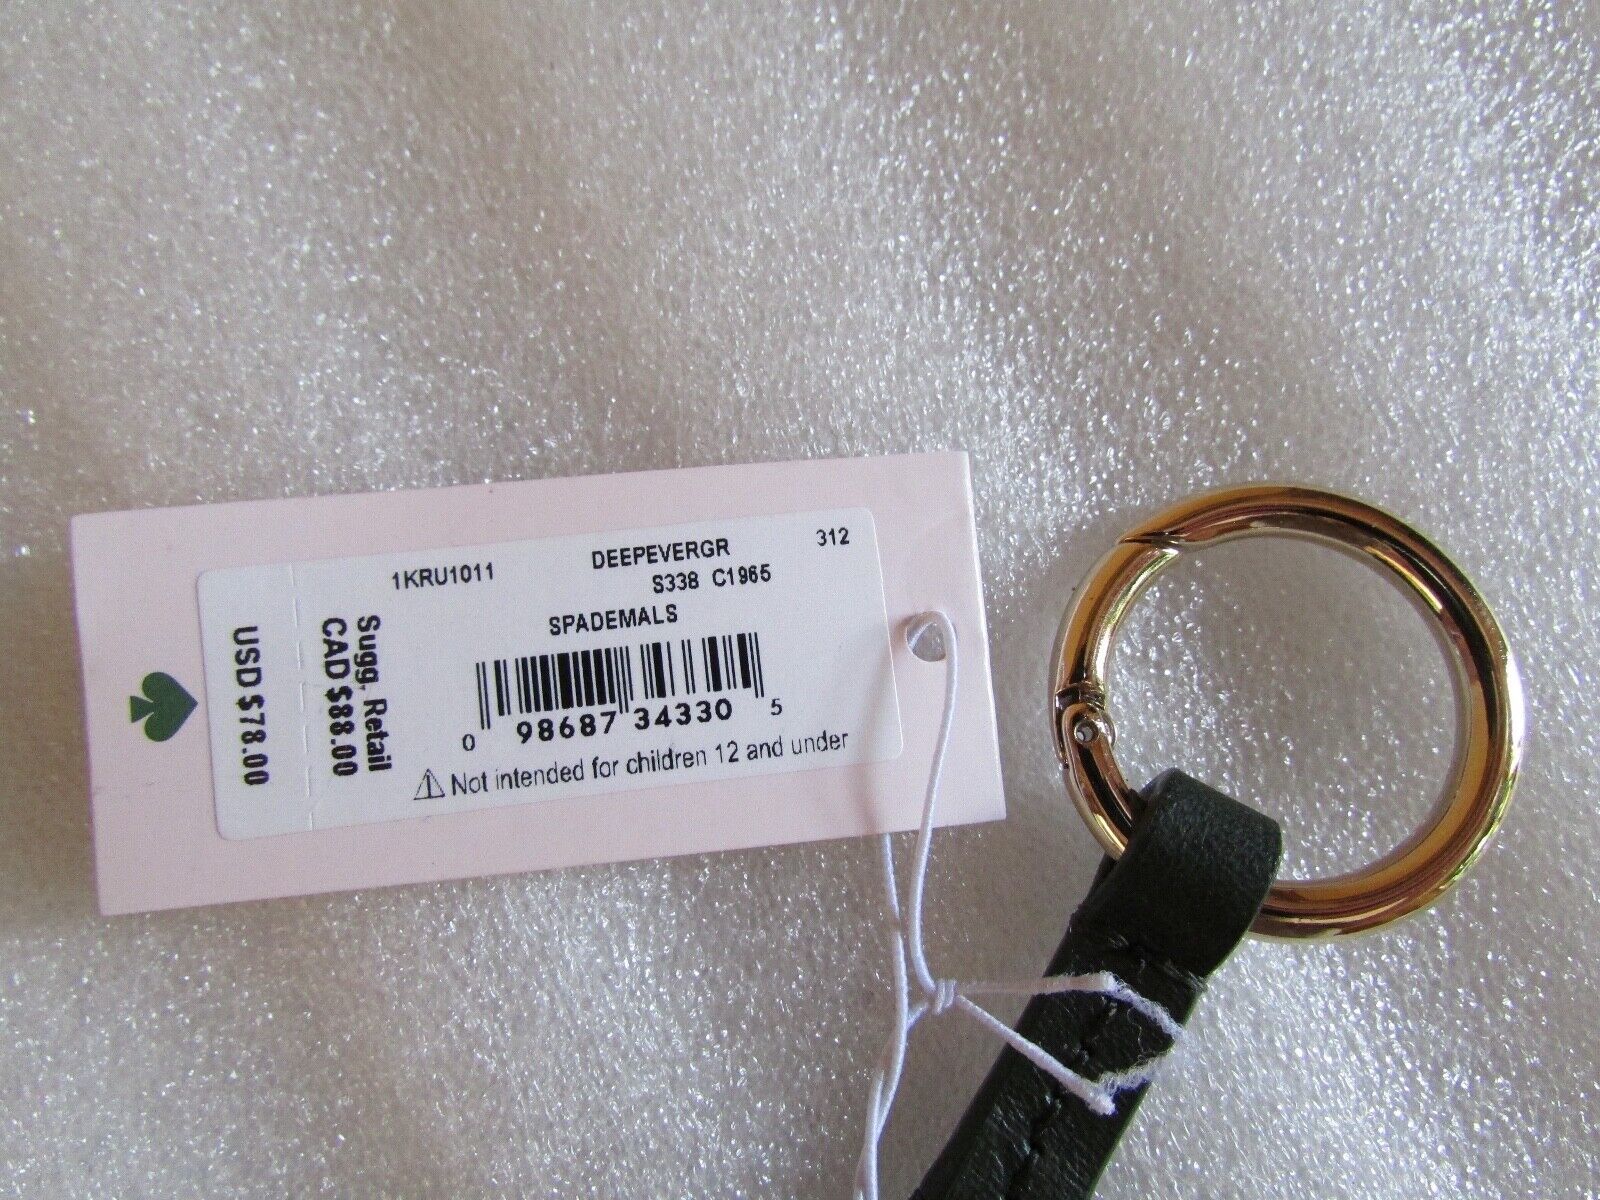 1KRU1011 DEEPEVERGR 312
S338 C1965
SPADEMALS
0 98687 34330 5
Not intended for children 12 and under
Sugg. Retail
CAD $88.00
USD $78.00